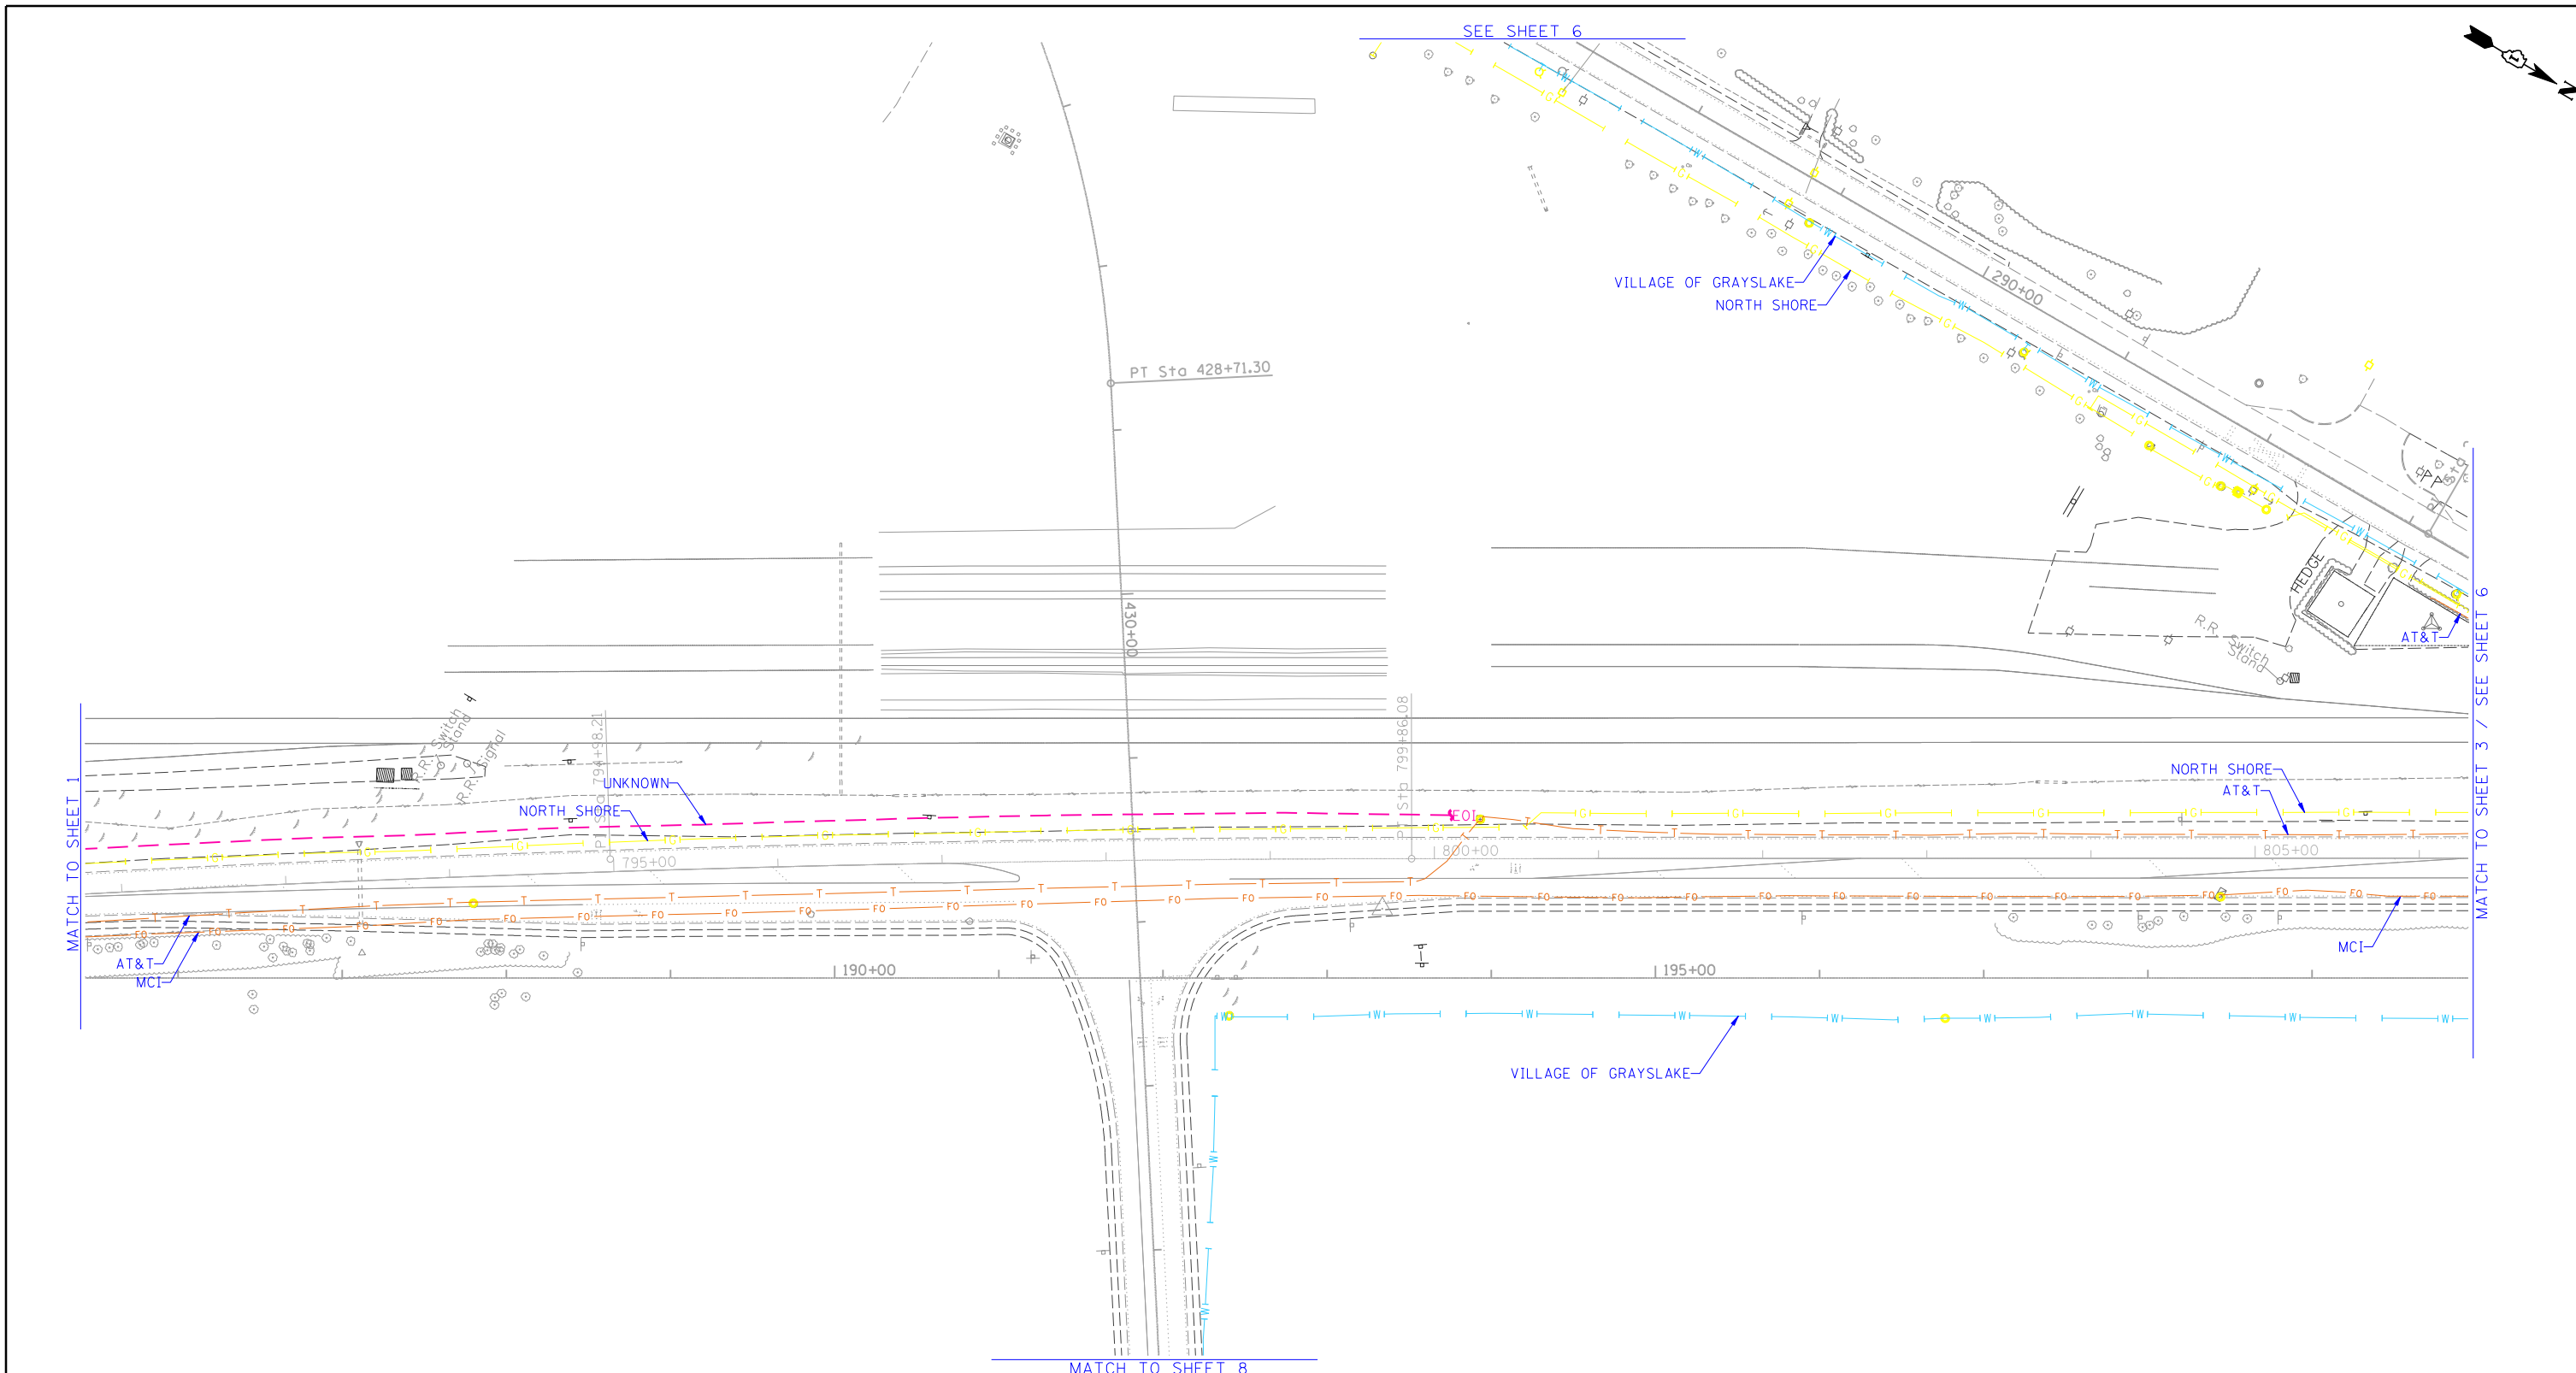 SEE SHEET 6
N
VILLAGE OF GRAYSLAKE
NORTH SHORE
290+00
PT Sta 428+71.30
430+00
HEDGE
R.R. Switch
Stand
AT&T
MATCH TO SHEET 3 / SEE SHEET 6
MATCH TO SHEET 1
R.R. Switch
Stand
R.R. Signal
UNKNOWN
NORTH SHORE
Sta 794+98.21
Sta 799+86.08
EOI
NORTH SHORE
AT&T
795+00
800+00
805+00
AT&T
MCI
MCI
190+00
195+00
VILLAGE OF GRAYSLAKE
MATCH TO SHEET 8